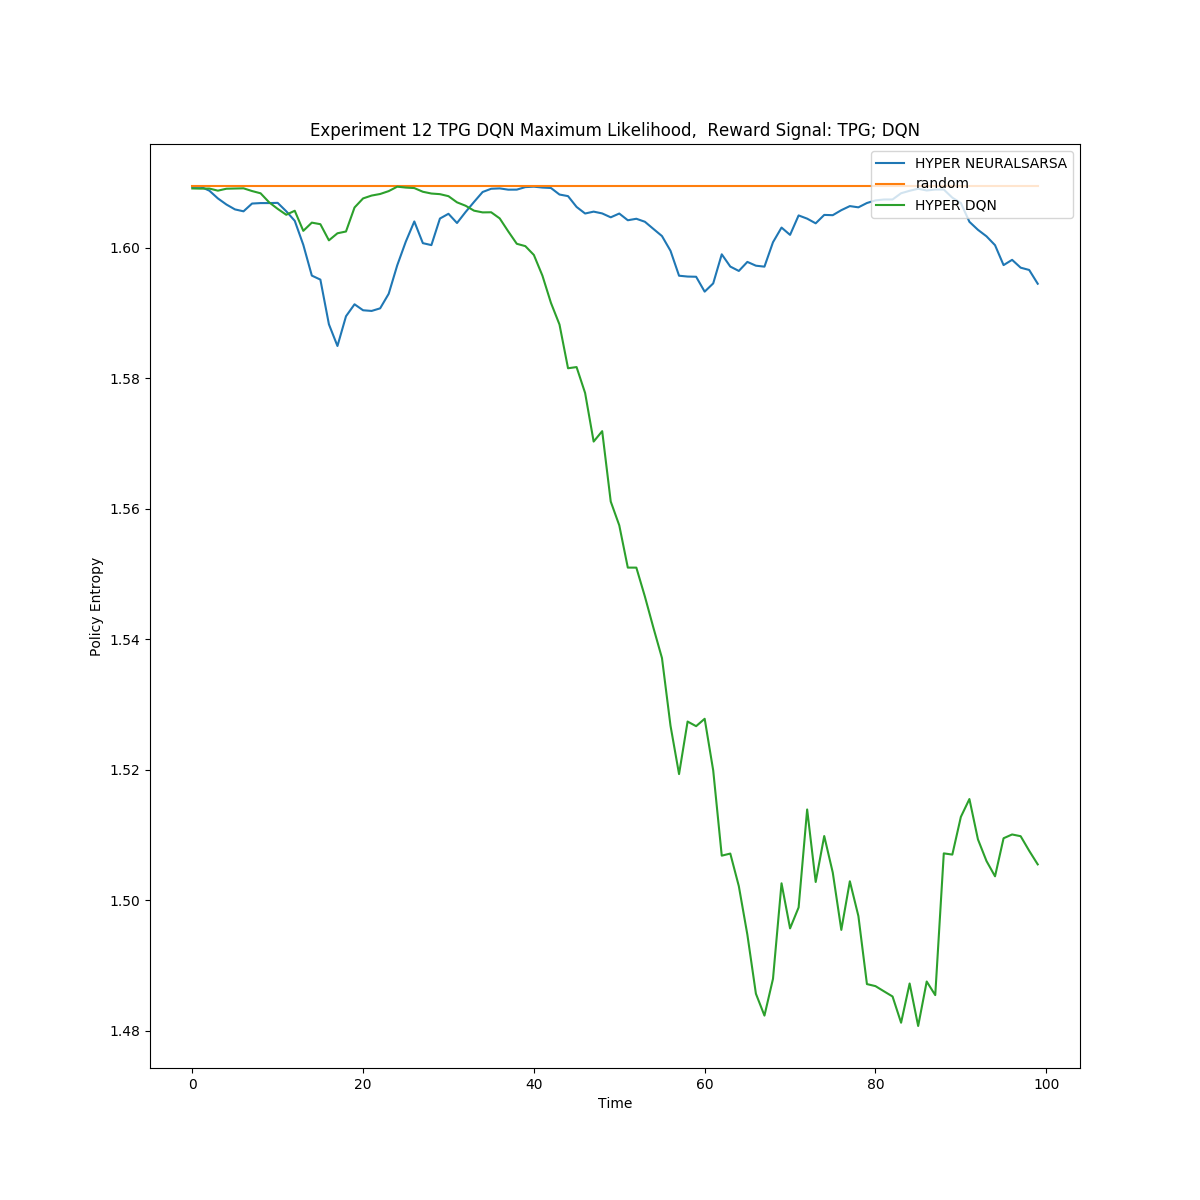 Experiment 12 TPG DQN Maximum Likelihood,  Reward Signal: TPG; DQN
HYPER NEURALSARSA
random
HYPER DQN
1.60
1.58
1.56
1.54
1.52
1.50
1.48
Policy Entropy
0 20 40 60 80 100
Time